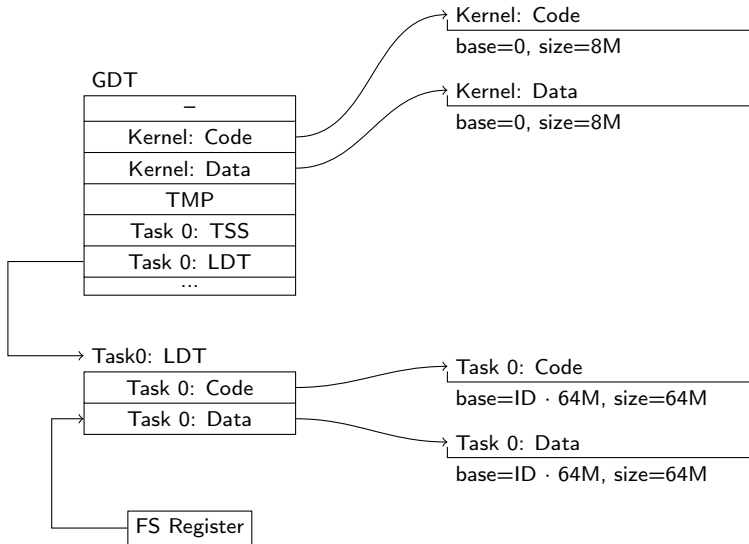 Kernel: Code
base=0, size=8M
GDT
–
Kernel: Code
Kernel: Data
TMP
Task 0: TSS
Task 0: LDT
...
Kernel: Data
base=0, size=8M
Task0: LDT
Task 0: Code
Task 0: Data
Task 0: Code
base=ID · 64M, size=64M
Task 0: Data
base=ID · 64M, size=64M
FS Register